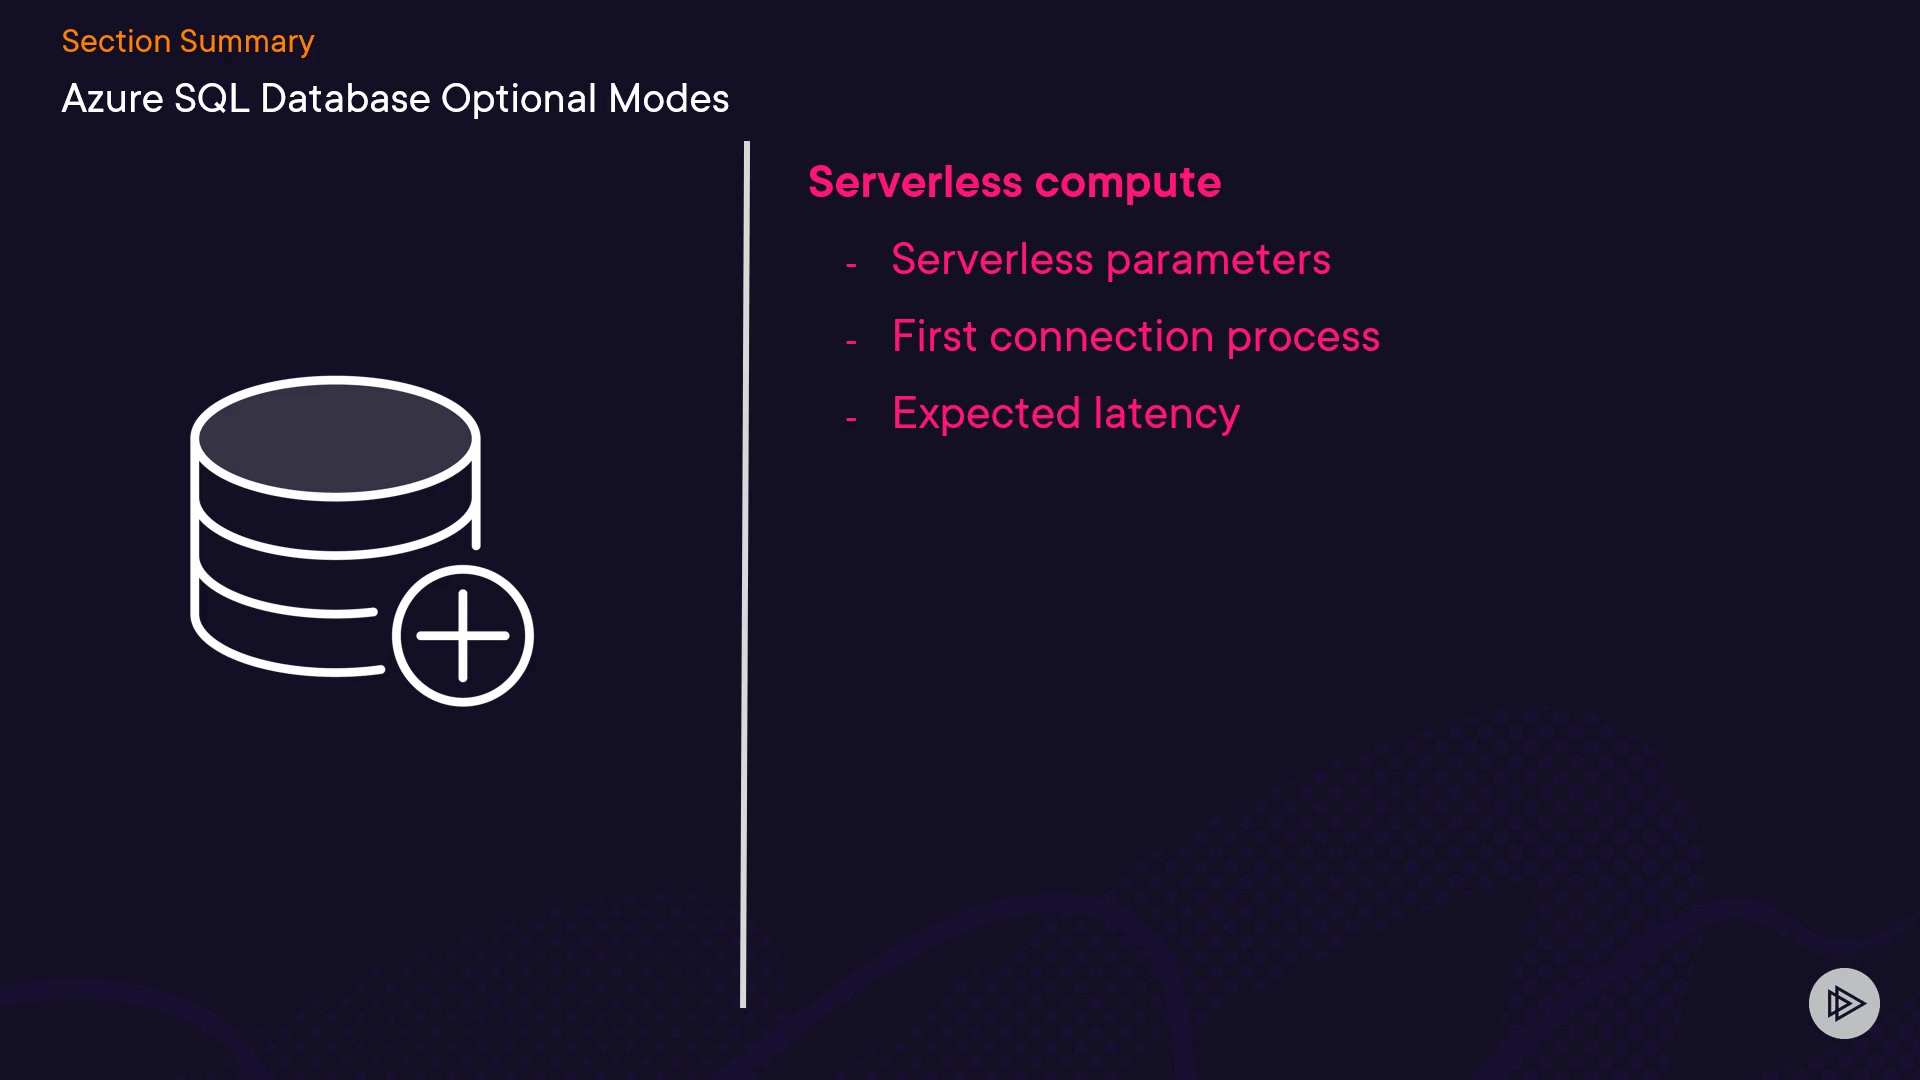 Section Summary
Azure SQL Database Optional Modes
Serverless compute
- Serverless parameters
- First connection process
- Expected latency